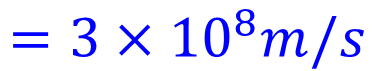 = 3 × 10⁸m/s